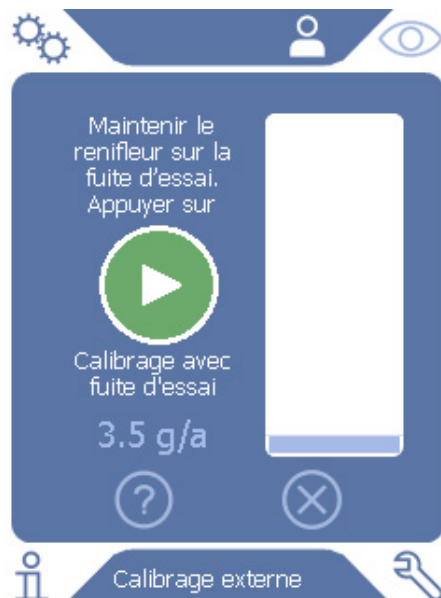 Maintenir le
renifleur sur la
fuite d'essai.
Appuyer sur
Calibrage avec
fuite d'essai
3.5 g/a
?
Calibrage externe